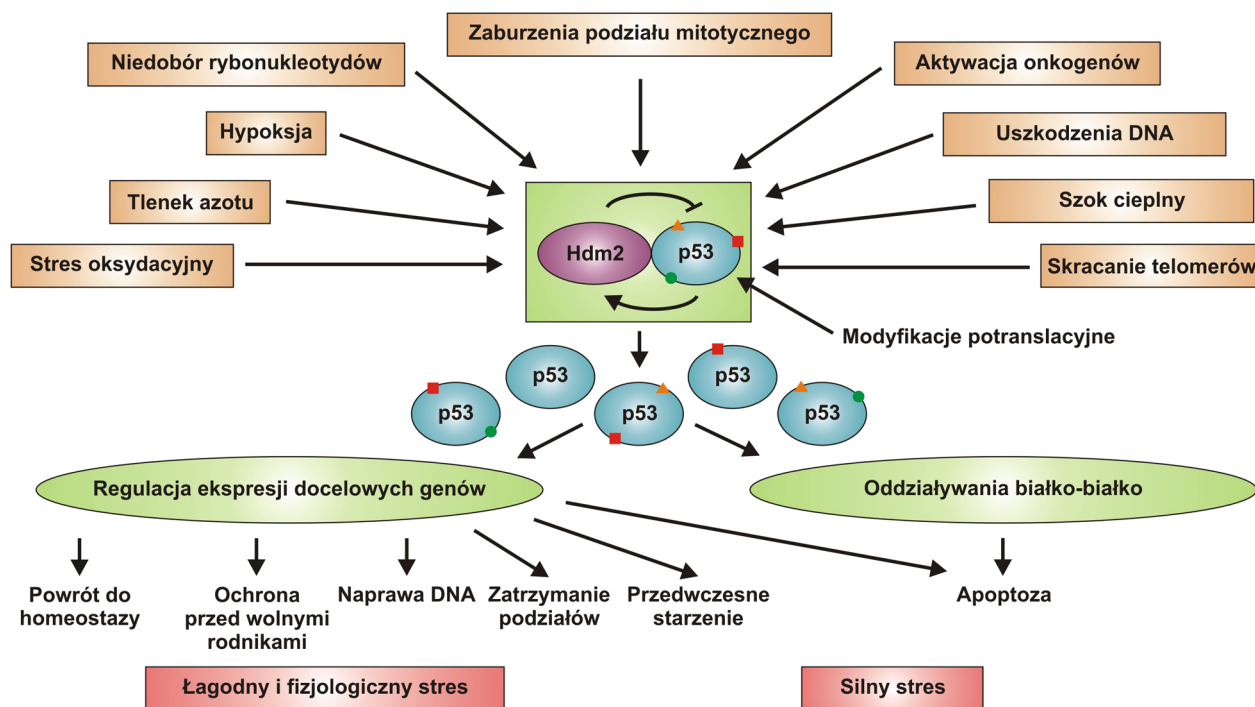 Zaburzenia podziału mitotycznego
Niedobór rybonukleotydów
Aktywacja onkogenów
Hypoksja
Uszkodzenia DNA
Tlenek azotu
Szok cieplny
Stres oksydacyjny
Skracanie telomerów
Hdm2
p53
Modyfikacje potranslacyjne
p53
p53
p53
p53
p53
Regulacja ekspresji docelowych genów
Oddziaływania białko-białko
Powrót do
homeostazy
Ochrona
przed wolnymi
rodnikami
Naprawa DNA
Zatrzymanie
podziałów
Przedwczesne
starzenie
Apoptoza
Łagodny i fizjologiczny stres
Silny stres